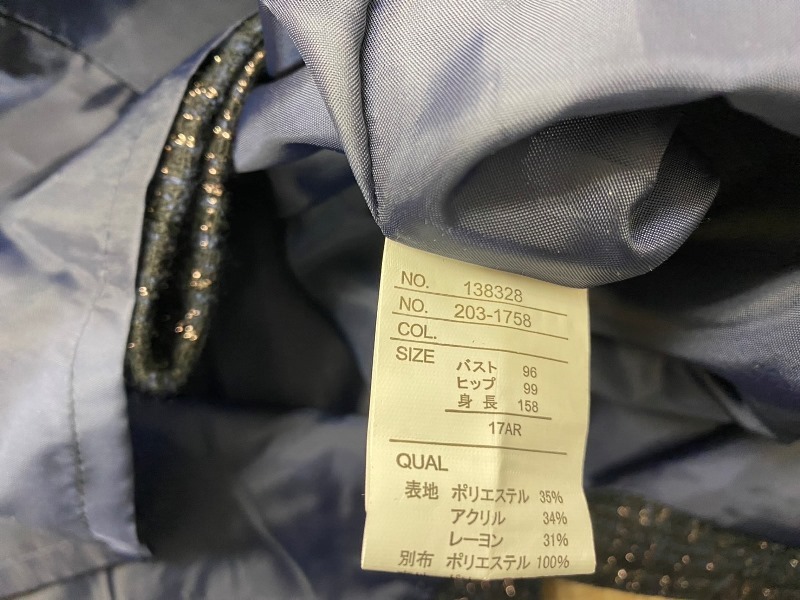 NO. 138328
NO. 203-1758
COL.
SIZE バスト 96
ヒップ 99
身長 158
17AR
QUAL
表地 ポリエステル 35%
アクリル 34%
レーヨン 31%
別布 ポリエステル 100%